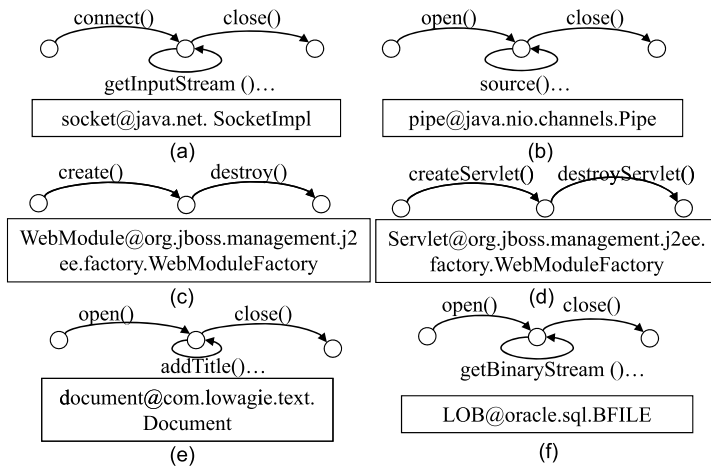 connect()
close()
getInputStream ()…
socket@java.net. SocketImpl
(a)
open()
close()
source()…
pipe@java.nio.channels.Pipe
(b)
create()
destroy()
WebModule@org.jboss.management.j2
ee.factory.WebModuleFactory
(c)
createServlet()
destroyServlet()
Servlet@org.jboss.management.j2ee.
factory.WebModuleFactory
(d)
open()
close()
addTitle()…
document@com.lowagie.text.
Document
(e)
open()
close()
getBinaryStream ()…
LOB@oracle.sql.BFILE
(f)